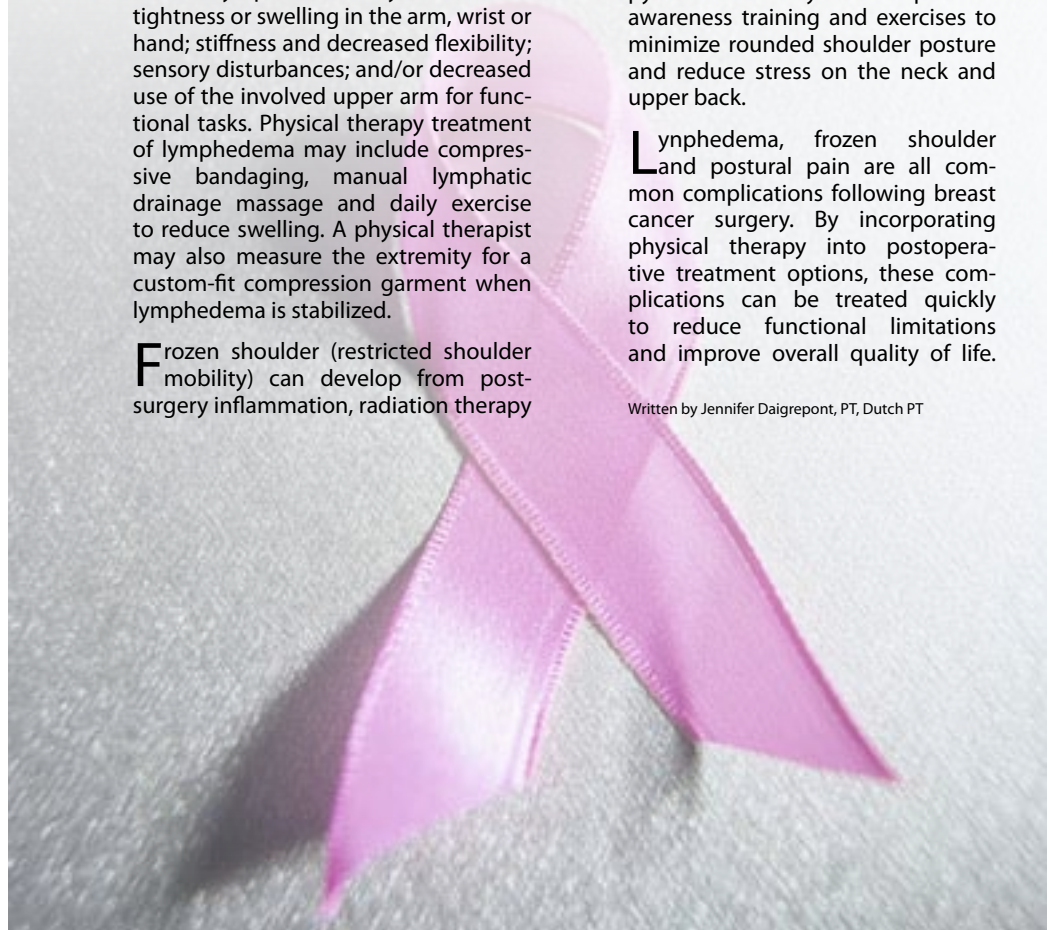 tightness or swelling in the arm, wrist or
hand; stiffness and decreased flexibility;
sensory disturbances; and/or decreased
use of the involved upper arm for func-
tional tasks. Physical therapy treatment
of lymphedema may include compres-
sive bandaging, manual lymphatic
drainage massage and daily exercise
to reduce swelling. A physical therapist
may also measure the extremity for a
custom-fit compression garment when
lymphedema is stabilized.
Frozen shoulder (restricted shoulder
mobility) can develop from post-
surgery inflammation, radiation therapy
awareness training and exercises to
minimize rounded shoulder posture
and reduce stress on the neck and
upper back.
Lynphedema, frozen shoulder
and postural pain are all com-
mon complications following breast
cancer surgery. By incorporating
physical therapy into postopera-
tive treatment options, these com-
plications can be treated quickly
to reduce functional limitations
and improve overall quality of life.
Written by Jennifer Daigrepont, PT, Dutch PT